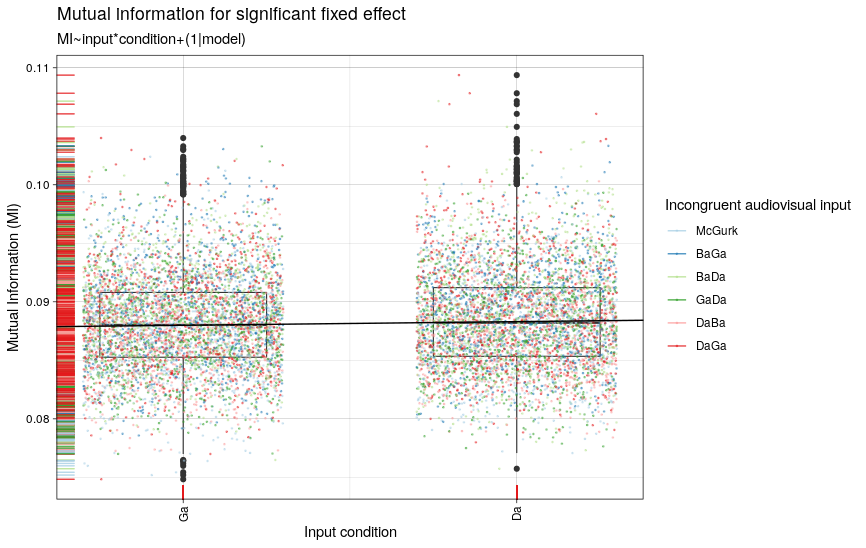 Mutual information for significant fixed effect
MI~input*condition+(1|model)
0.11
0.10
0.09
0.08
Mutual Information (MI)
Ga
Da
Input condition
Incongruent audiovisual input
McGurk
BaGa
BaDa
GaDa
DaBa
DaGa